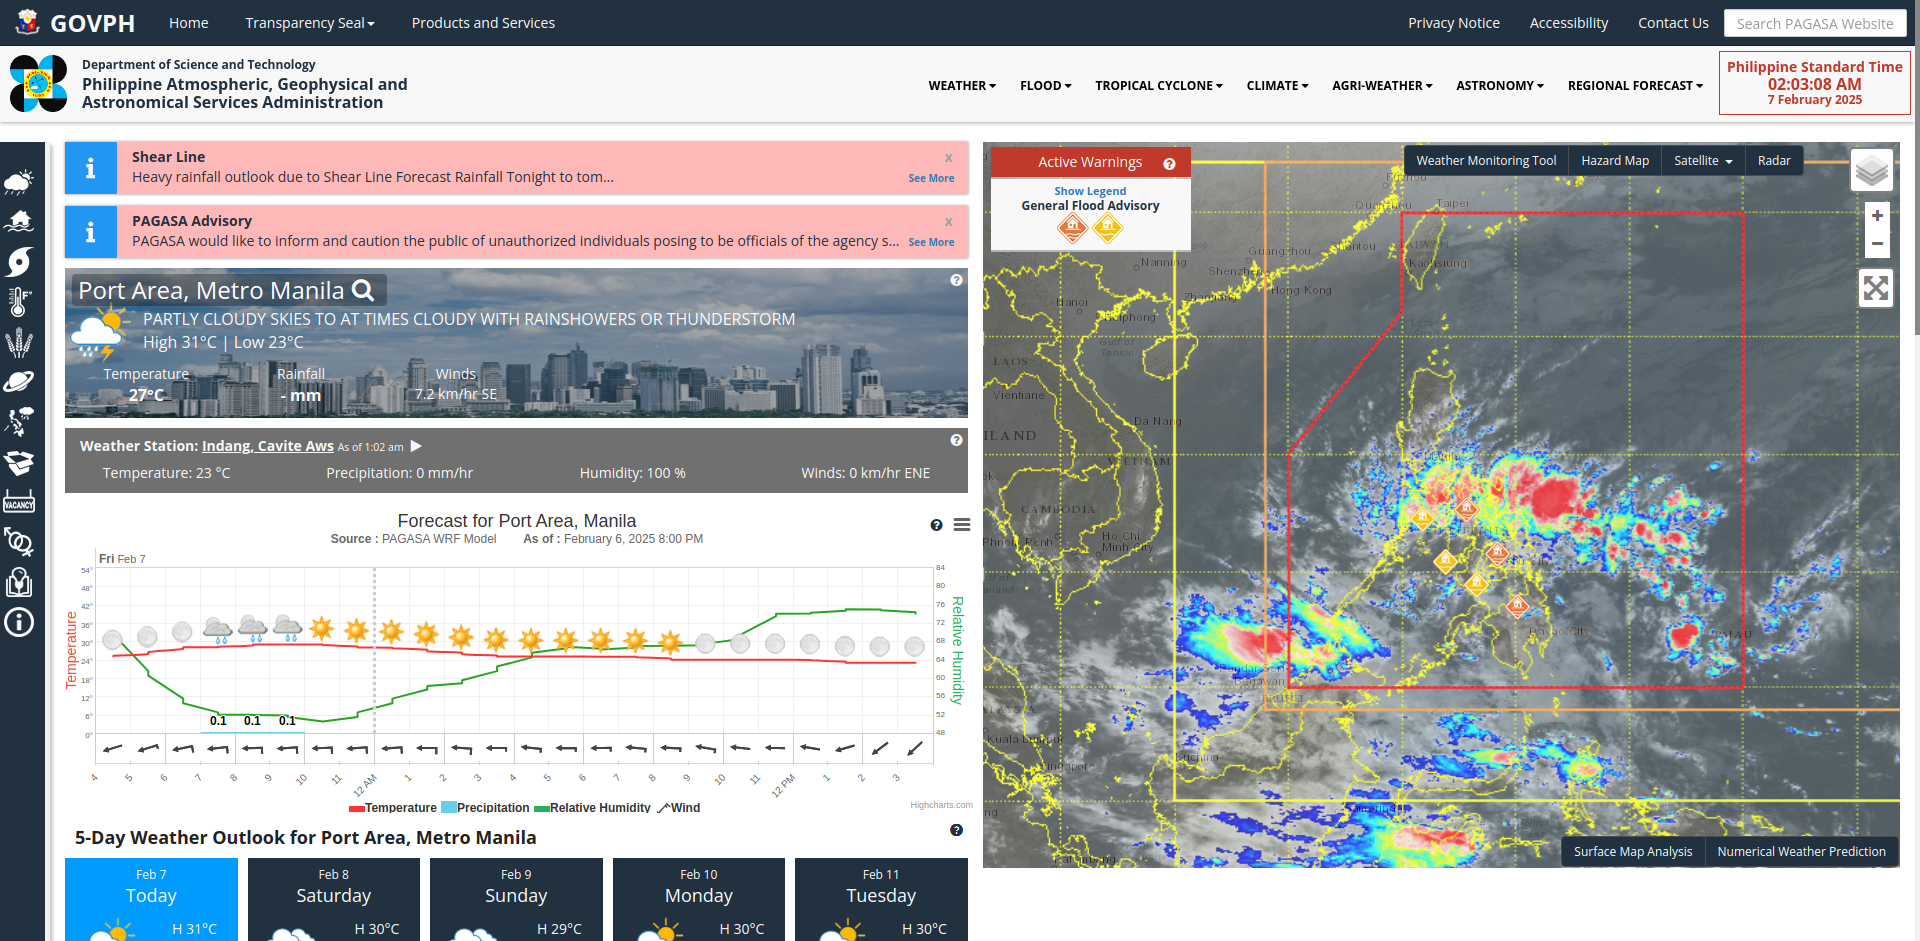 GOVPH
Home
Transparency Seal
Products and Services
Privacy Notice
Accessibility
Contact Us
Search PAGASA Website
Department of Science and Technology
Philippine Atmospheric, Geophysical and
Astronomical Services Administration
WEATHER
FLOOD
TROPICAL CYCLONE
CLIMATE
AGRI-WEATHER
ASTRONOMY
REGIONAL FORECAST
Philippine Standard Time
02:03:08 AM
7 February 2025
Shear Line
x
Heavy rainfall outlook due to Shear Line Forecast Rainfall Tonight to tom...
See More
PAGASA Advisory
x
PAGASA would like to inform and caution the public of unauthorized individuals posing to be officials of the agency s...
See More
Port Area, Metro Manila
PARTLY CLOUDY SKIES TO AT TIMES CLOUDY WITH RAINSHOWERS OR THUNDERSTORM
High 31°C | Low 23°C
Temperature
Rainfall
Winds
27°C
- mm
7.2 km/hr SE
Weather Station: Indang, Cavite Aws As of 1:02 am
Temperature: 23 °C
Precipitation: 0 mm/hr
Humidity: 100 %
Winds: 0 km/hr ENE
Forecast for Port Area, Manila
Source : PAGASA WRF Model As of : February 6, 2025 8:00 PM
Fri Feb 7
54°
48°
42°
36°
30°
24°
18°
12°
6°
0°
Temperature
84
80
76
72
68
64
60
56
52
48
Relative Humidity
0.1 0.1 0.1
4 5 6 7 8 9 10 11 12 AM 1 2 3 4 5 6 7 8 9 10 11 12 PM 1 2 3
Temperature Precipitation Relative Humidity Wind
Highcharts.com
5-Day Weather Outlook for Port Area, Metro Manila
Feb 7
Today
H 31°C
Feb 8
Saturday
H 30°C
Feb 9
Sunday
H 29°C
Feb 10
Monday
H 30°C
Feb 11
Tuesday
H 30°C
VACANCY
Active Warnings
Show Legend
General Flood Advisory
Weather Monitoring Tool
Hazard Map
Satellite
Radar
+
−
Taipei
TAIWAN
Kaohsiung
Guangzhou
Shantou
Nanning
Shenzhen
Hong Kong
Zhanjiang
Hanoi
Haiphong
Gulf of
Tonkin
LAOS
Vientiane
Da Nang
VIETNAM
CAMBODIA
Phnom Penh
Ho Chi
Minh City
Davao City
PALAU
Bandar Seri
Begawan
BRUNEI
Kuala Lumpur
Singapore
Kuching
Surface Map Analysis
Numerical Weather Prediction